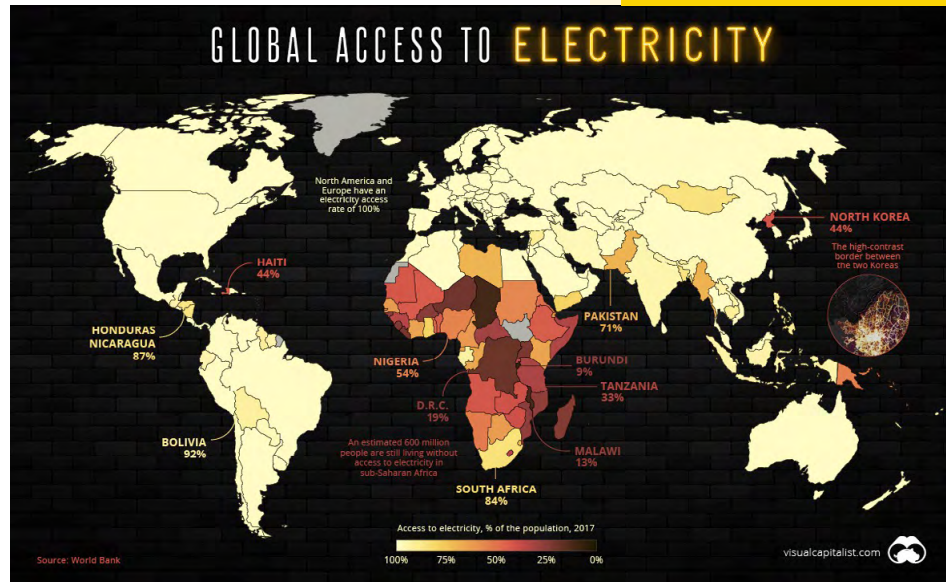 GLOBAL ACCESS TO ELECTRICITY
North America and
Europe have an
electricity access
rate of 100%
NORTH KOREA
44%
The high-contrast
border between
the two Koreas
HAITI
44%
HONDURAS
NICARAGUA
87%
PAKISTAN
71%
NIGERIA
54%
BURUNDI
9%
TANZANIA
33%
D.R.C.
19%
MALAWI
13%
BOLIVIA
92%
An estimated 600 million
people are still living without
access to electricity in
sub-Saharan Africa
SOUTH AFRICA
84%
Access to electricity, % of the population, 2017
100% 75% 50% 25% 0%
Source: World Bank
visualcapitalist.com